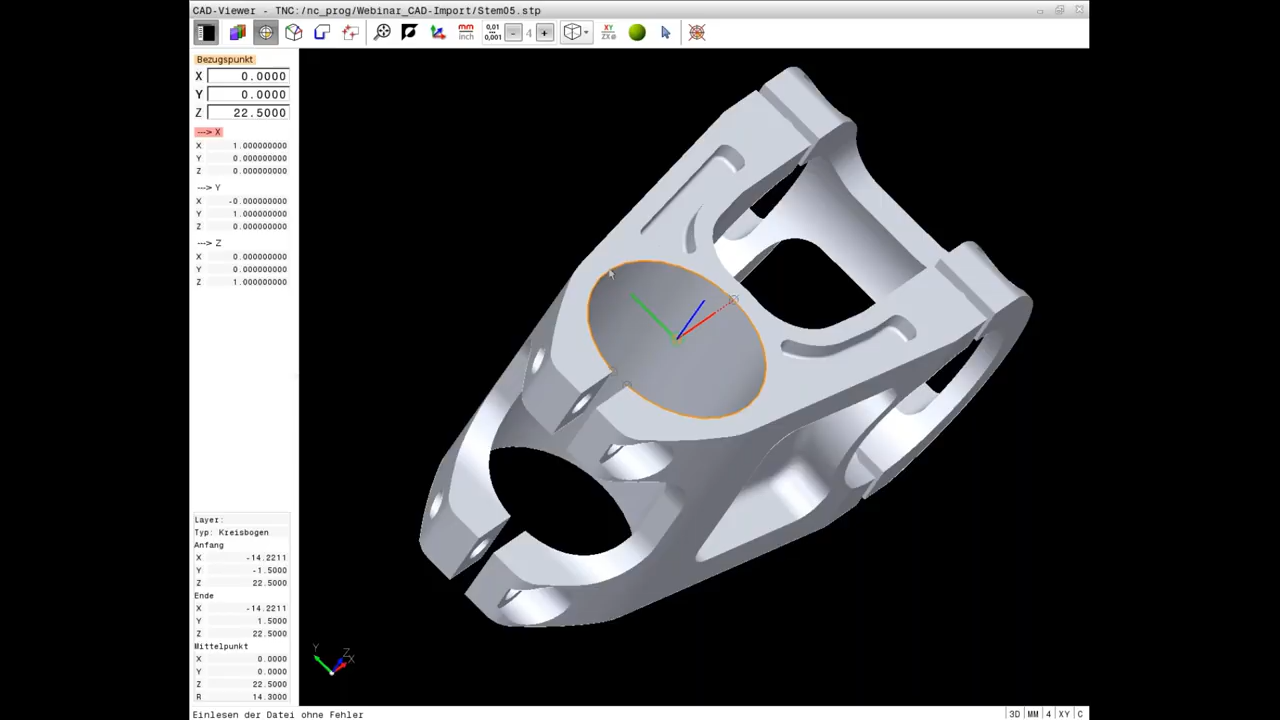 CAD-Viewer - TNC:/nc_prog/Webinar_CAD-Import/Stem05.stp
mm
inch
0,01
0,001
- 4 +
XY
ZX⊕
Bezugspunkt
X 0.0000
Y 0.0000
Z 22.5000
---> X
X 1.000000000
Y 0.000000000
Z 0.000000000
---> Y
X -0.000000000
Y 1.000000000
Z 0.000000000
---> Z
X 0.000000000
Y 0.000000000
Z 1.000000000
Layer:
Typ: Kreisbogen
Anfang
X -14.2211
Y -1.5000
Z 22.5000
Ende
X -14.2211
Y 1.5000
Z 22.5000
Mittelpunkt
X 0.0000
Y 0.0000
Z 22.5000
R 14.3000
Y Z X
Einlesen der Datei ohne Fehler
3D MM 4 XY C